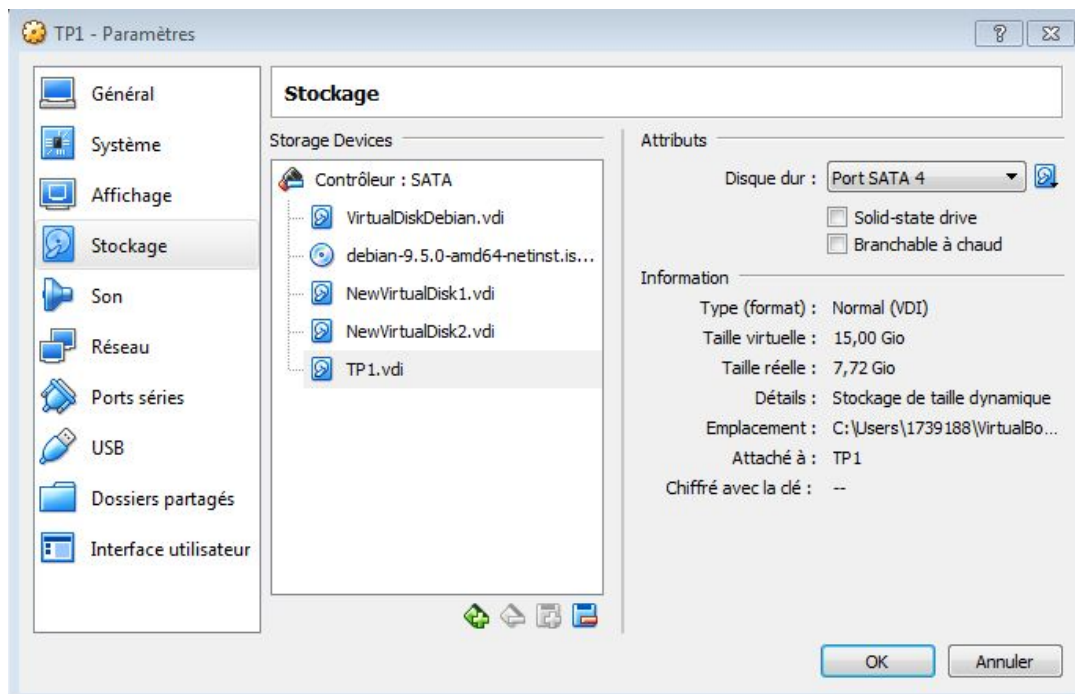 TP1 - Paramètres
Général
Système
Affichage
Stockage
Son
Réseau
Ports séries
USB
Dossiers partagés
Interface utilisateur
Stockage
Storage Devices
Contrôleur : SATA
VirtualDiskDebian.vdi
debian-9.5.0-amd64-netinst.is...
NewVirtualDisk1.vdi
NewVirtualDisk2.vdi
TP1.vdi
Attributs
Disque dur : Port SATA 4
Solid-state drive
Branchable à chaud
Information
Type (format) : Normal (VDI)
Taille virtuelle : 15,00 Gio
Taille réelle : 7,72 Gio
Détails : Stockage de taille dynamique
Emplacement : C:\Users\1739188\VirtualBo...
Attaché à : TP1
Chiffré avec la clé : --
OK Annuler